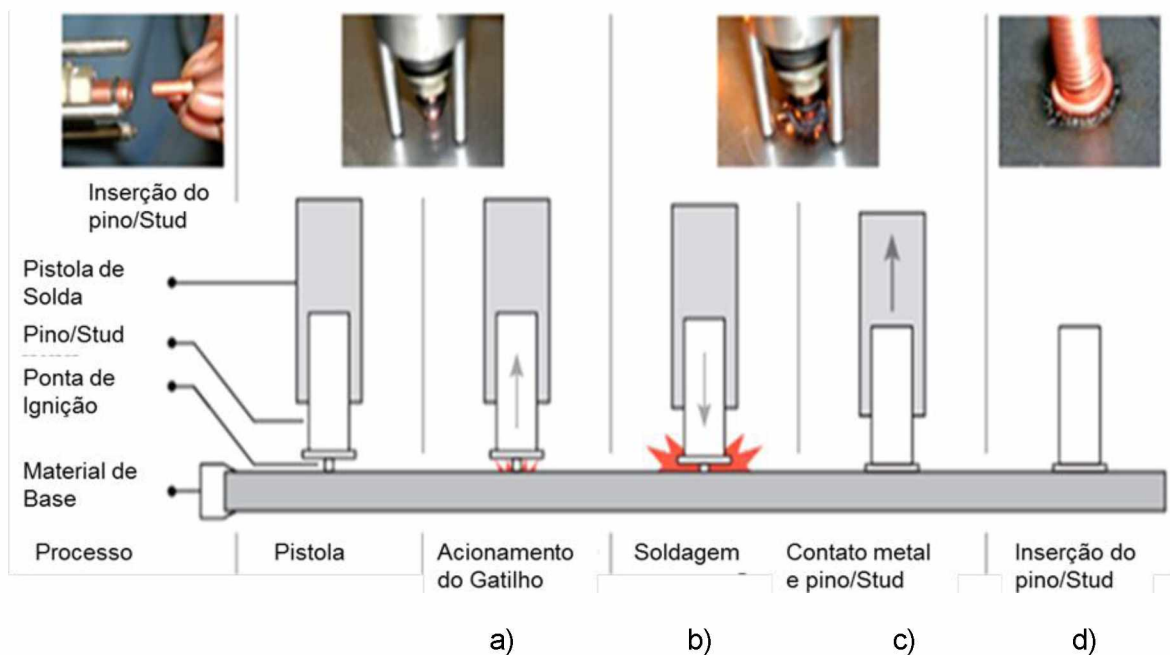 Inserção do
pino/Stud
Pistola de
Solda
Pino/Stud
Ponta de
Ignição
Material de
Base
Processo
Pistola
Acionamento
do Gatilho
Soldagem
Contato metal
e pino/Stud
Inserção do
pino/Stud
a)
b)
c)
d)